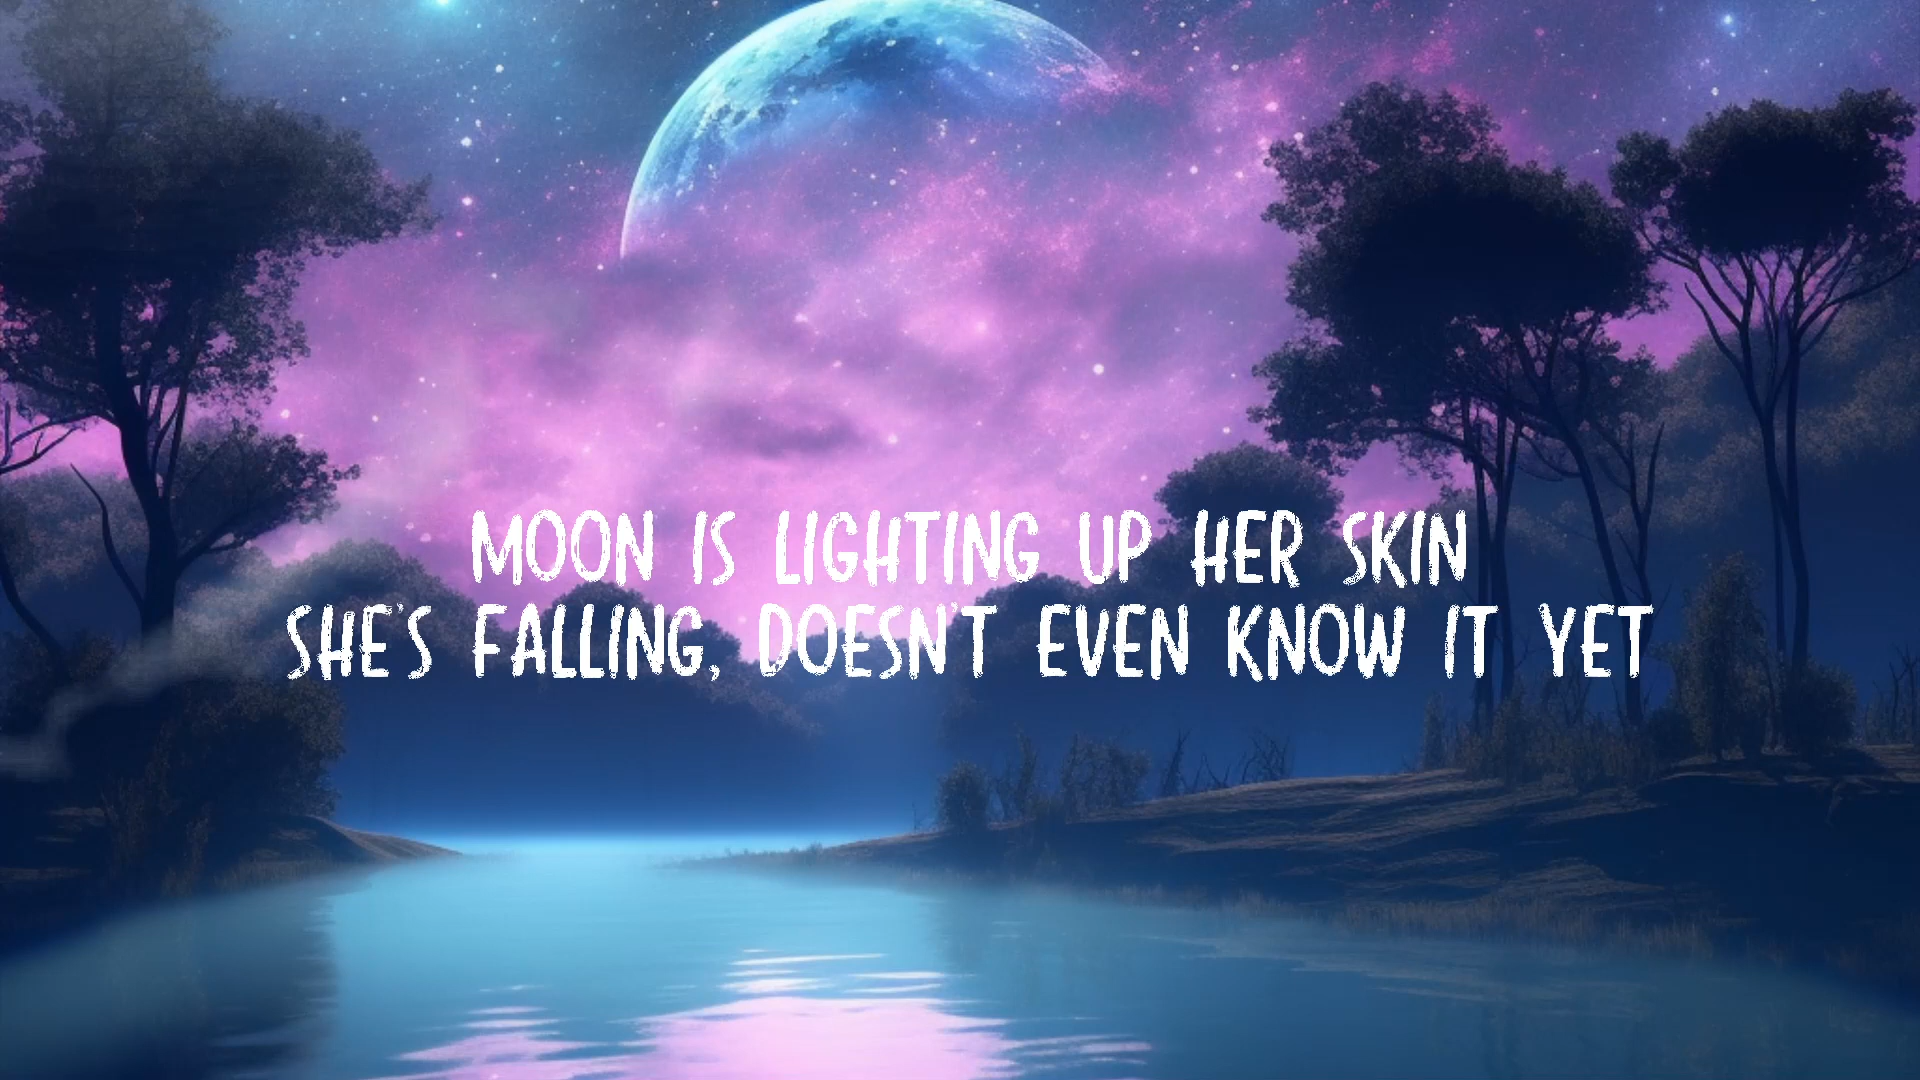 MOON IS LIGHTING UP HER SKIN
SHE'S FALLING, DOESN'T EVEN KNOW IT YET